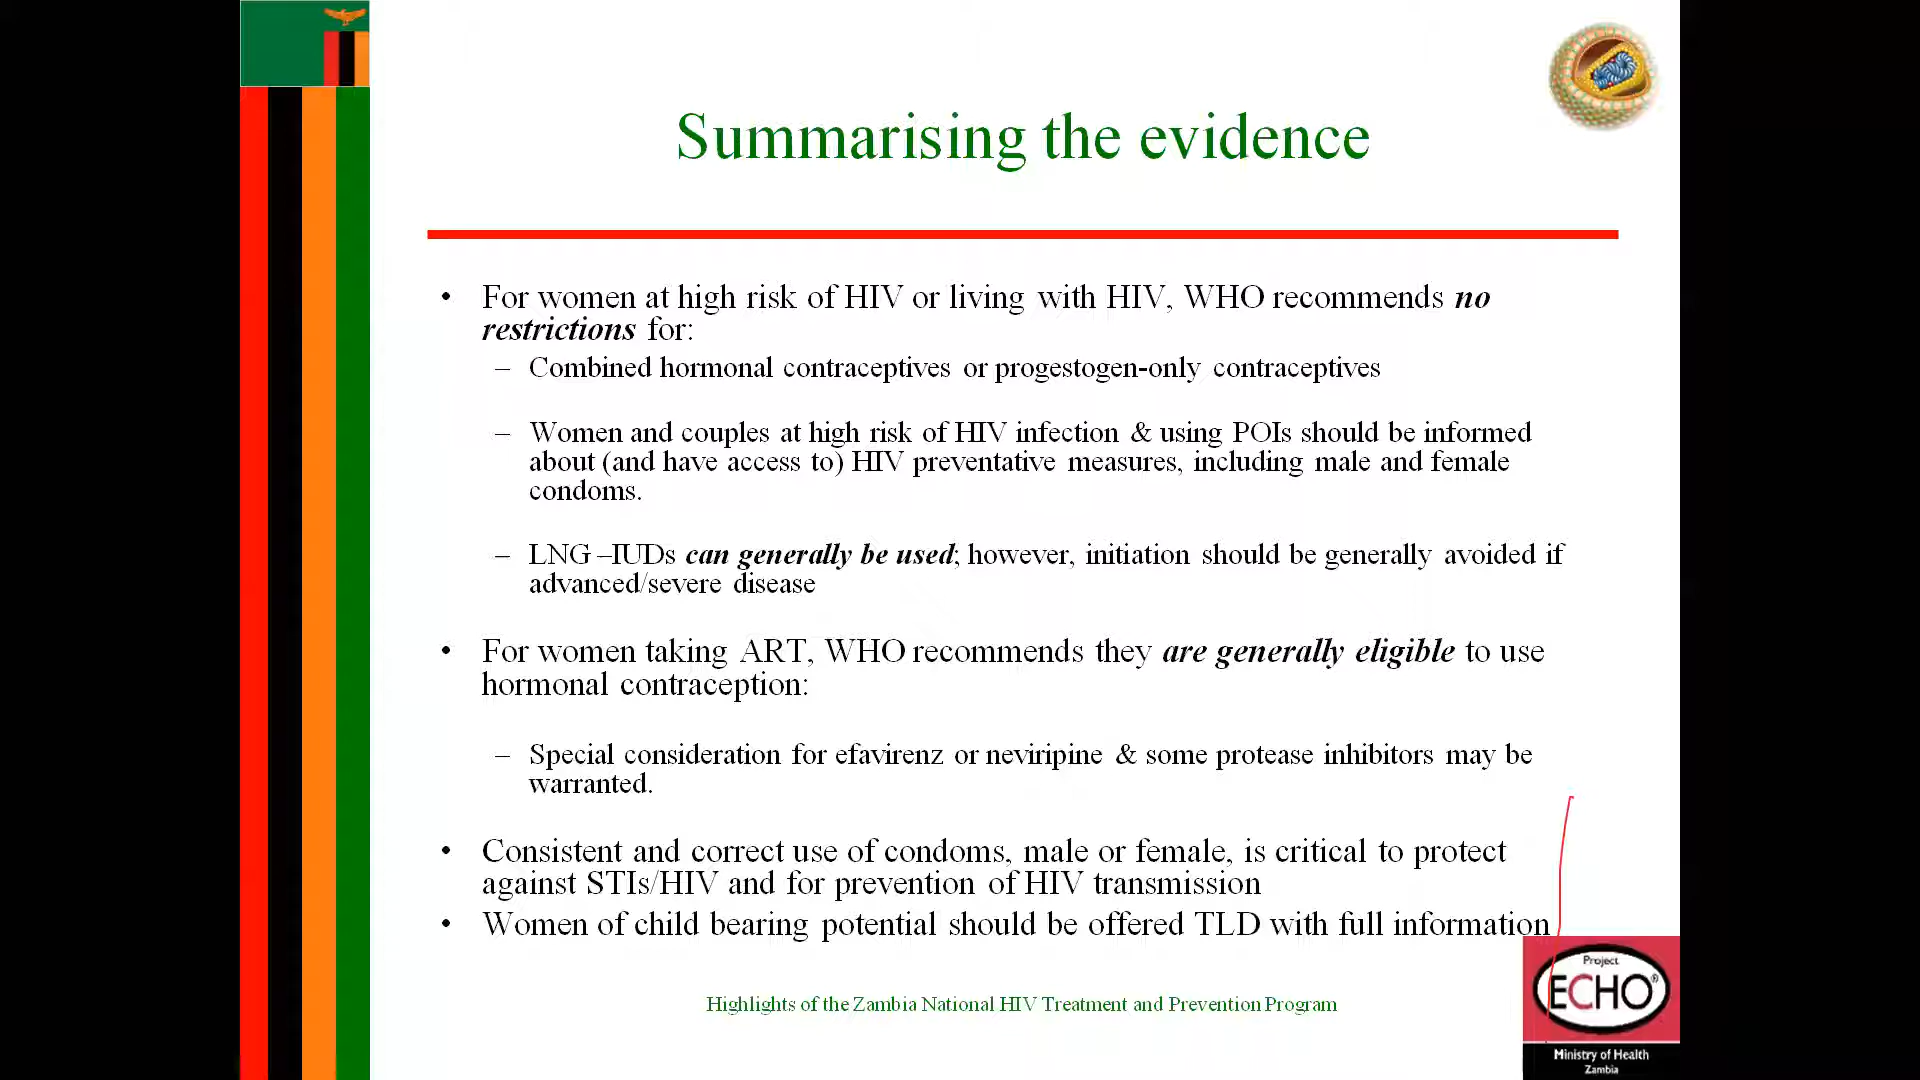 Summarising the evidence
• For women at high risk of HIV or living with HIV, WHO recommends no
restrictions for:
– Combined hormonal contraceptives or progestogen-only contraceptives
– Women and couples at high risk of HIV infection & using POIs should be informed
about (and have access to) HIV preventative measures, including male and female
condoms.
– LNG –IUDs can generally be used; however, initiation should be generally avoided if
advanced/severe disease
• For women taking ART, WHO recommends they are generally eligible to use
hormonal contraception:
– Special consideration for efavirenz or neviripine & some protease inhibitors may be
warranted.
• Consistent and correct use of condoms, male or female, is critical to protect
against STIs/HIV and for prevention of HIV transmission
• Women of child bearing potential should be offered TLD with full information
Highlights of the Zambia National HIV Treatment and Prevention Program
Project
ECHO®
Ministry of Health
Zambia